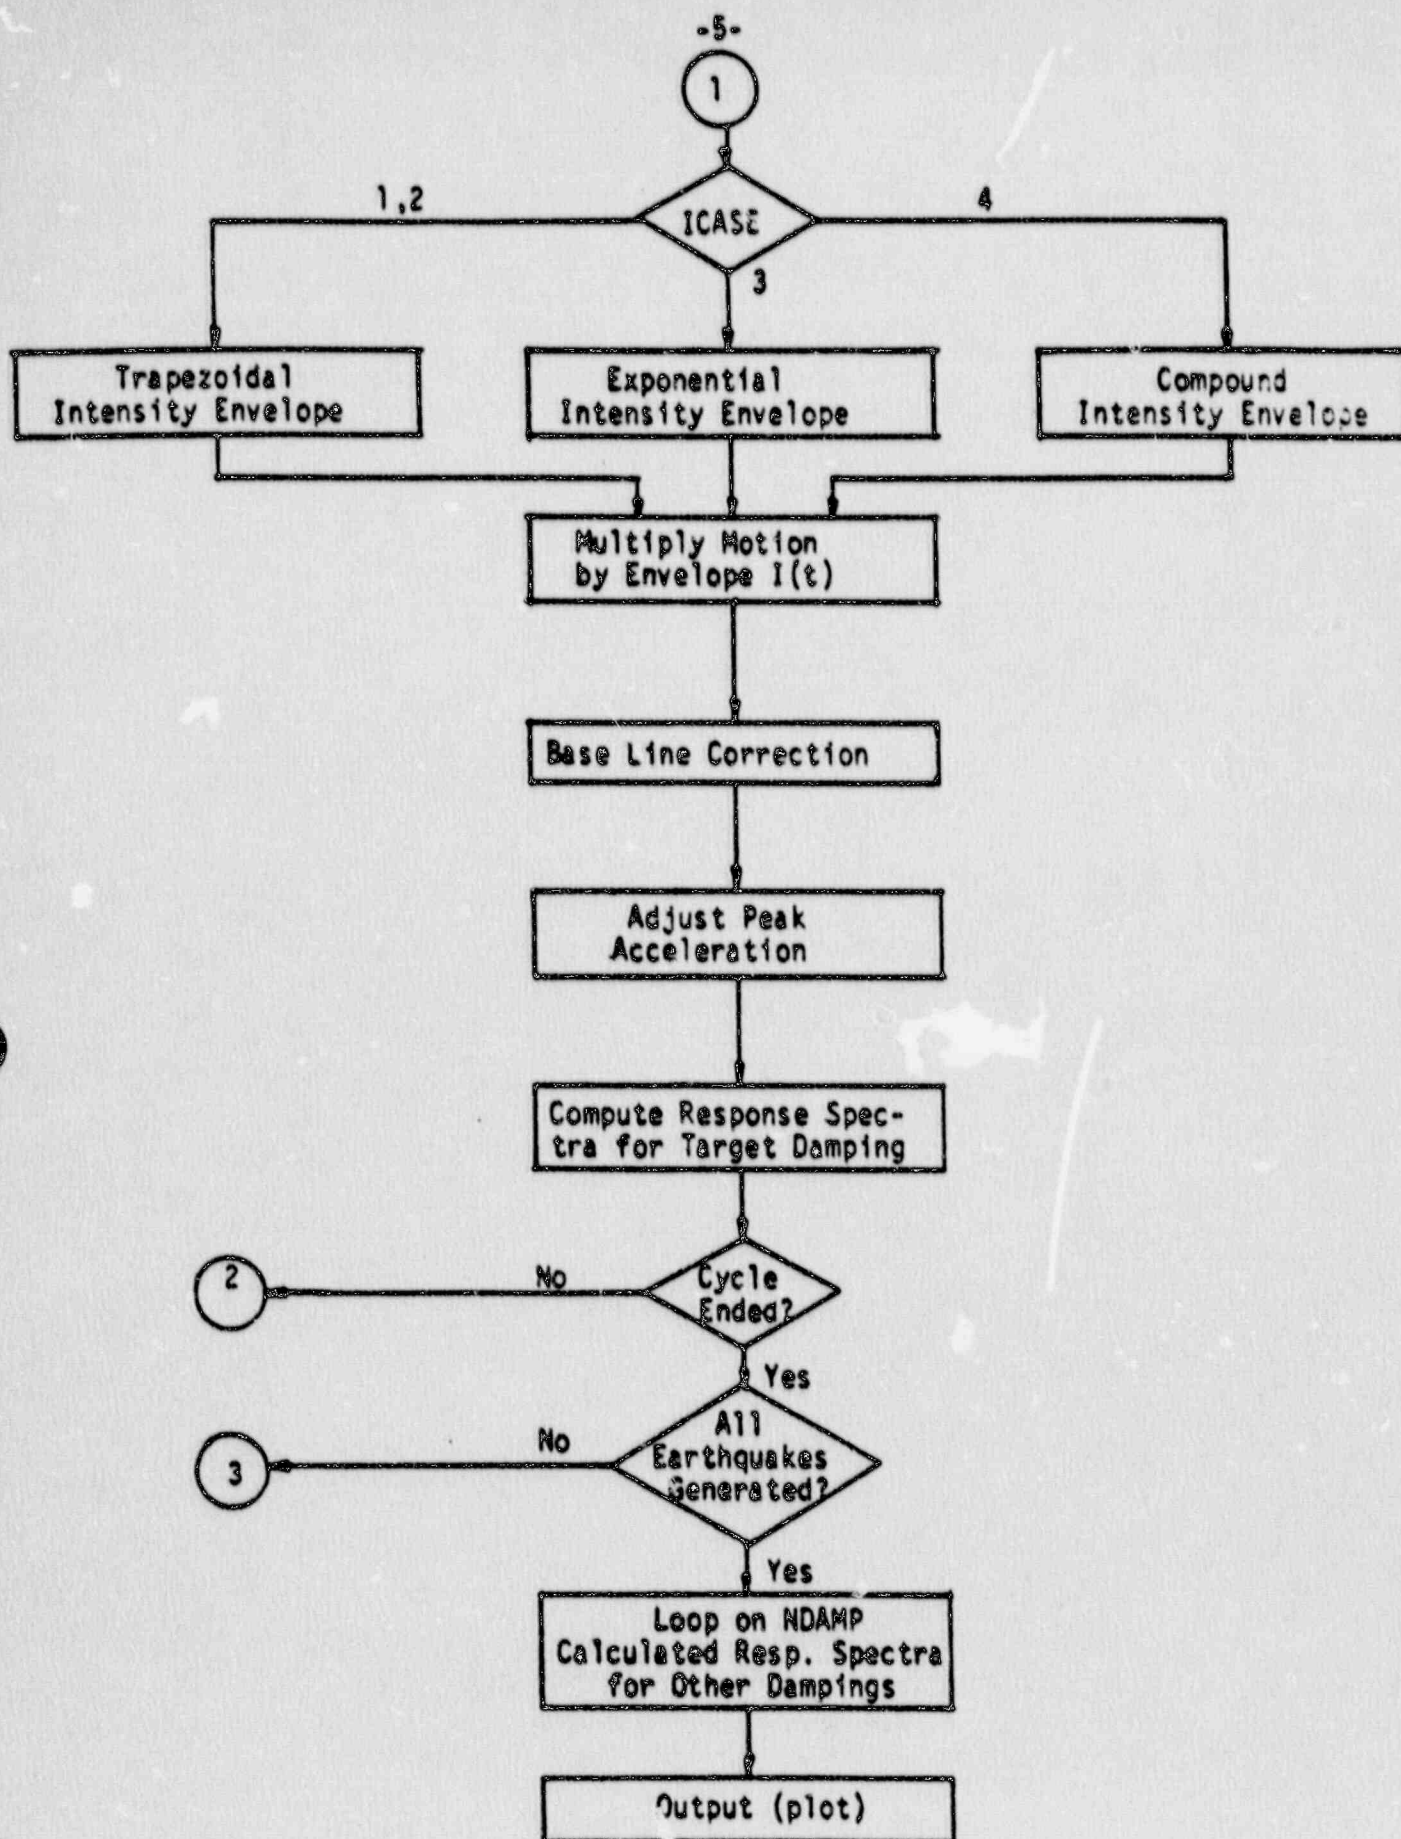 -5-
1
1,2
ICASE
4
3
Trapezoidal
Intensity Envelope
Exponential
Intensity Envelope
Compound
Intensity Envelope
Multiply Motion
by Envelope I(t)
Base Line Correction
Adjust Peak
Acceleration
Compute Response Spec-
tra for Target Damping
Cycle
Ended?
No
2
Yes
All
Earthquakes
Generated?
No
3
Yes
Loop on NDAMP
Calculated Resp. Spectra
for Other Dampings
Output (plot)